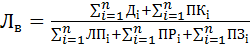 Лв = ∑ⁿᵢ₌₁ Дᵢ + ∑ⁿᵢ₌₁ ПКᵢ
∑ⁿᵢ₌₁ ЛПᵢ + ∑ⁿᵢ₌₁ ПРᵢ + ∑ⁿᵢ₌₁ ПЗᵢ